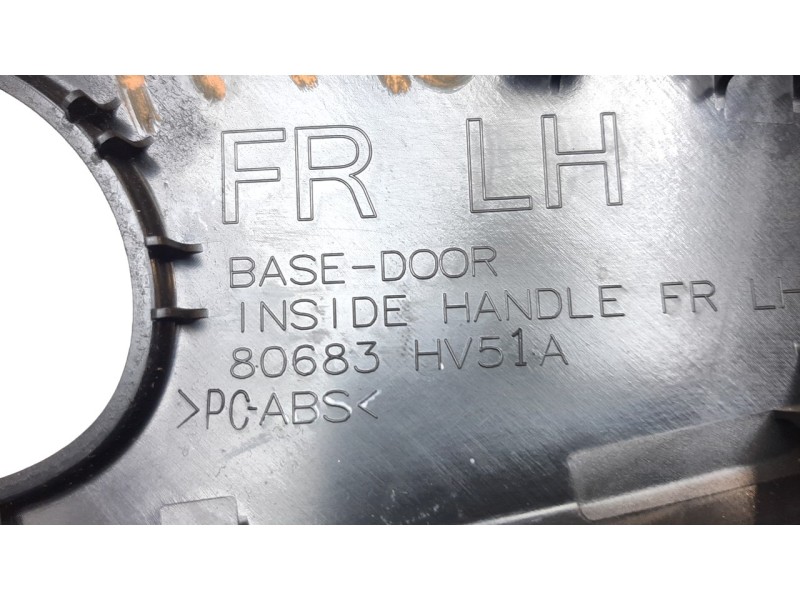 FR LH
BASE-DOOR
INSIDE HANDLE FR LH
80683 HV51A
>PC-ABS<